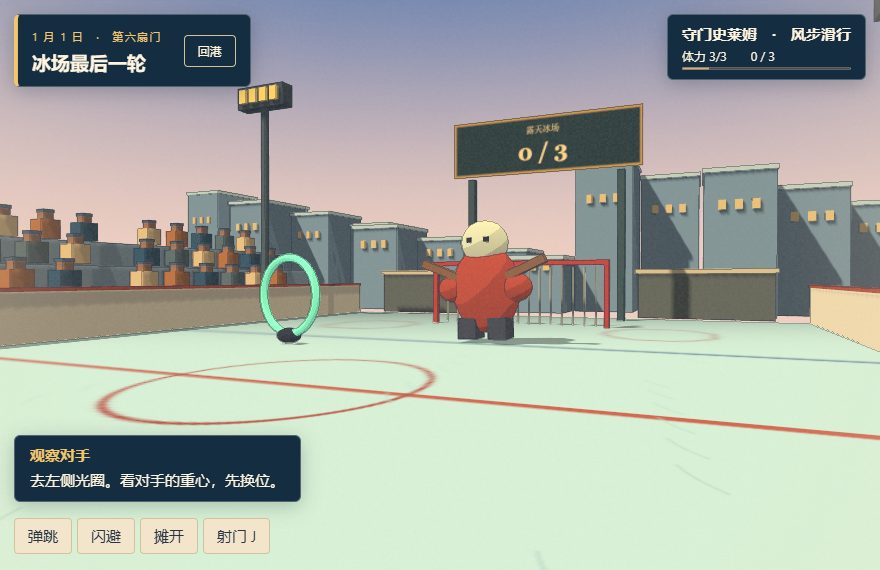 1 月 1 日 · 第六扇门
冰场最后一轮
回港
守门史莱姆 · 风步滑行
体力 3/3 0 / 3
露天冰场
0 / 3
观察对手
去左侧光圈。看对手的重心，先换位。
弹跳 闪避 摊开 射门 J